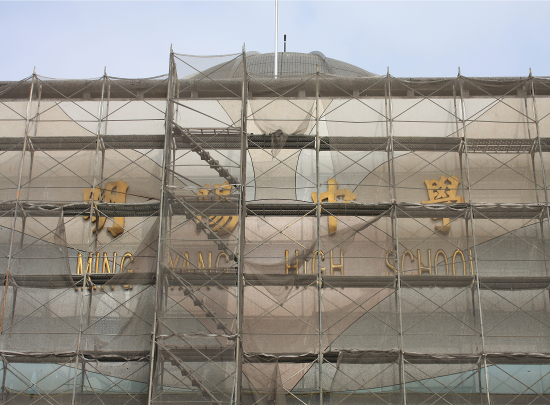 明陽中學
MING YANG HIGH SCHOOL